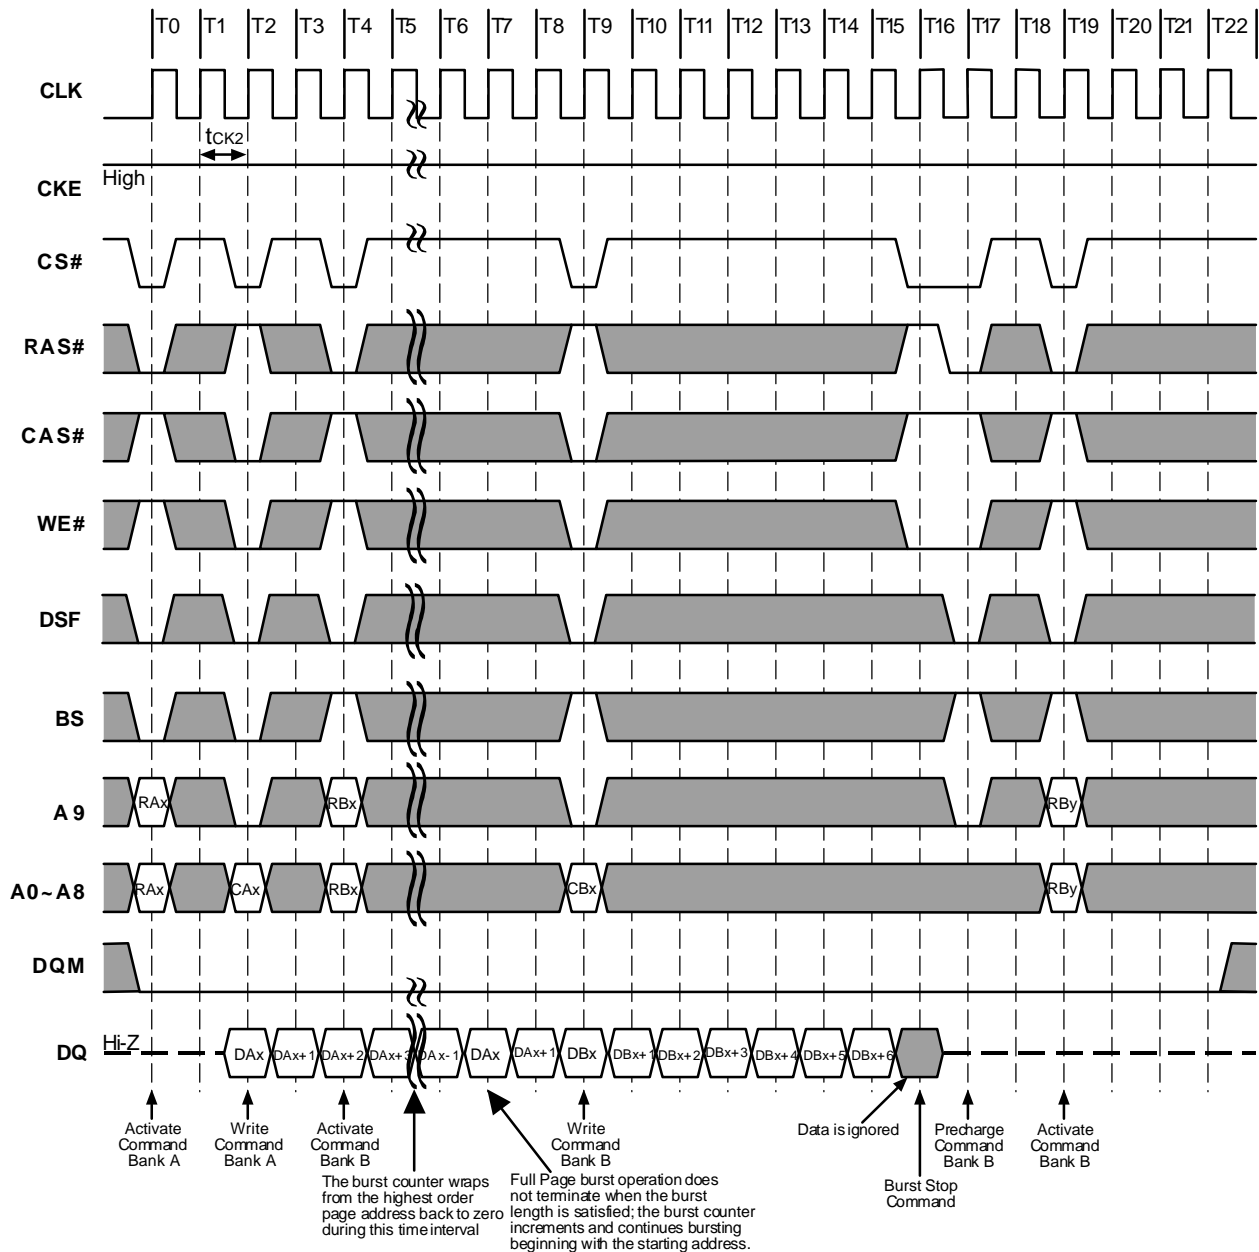 T0 T1 T2 T3 T4 T5 T6 T7 T8 T9 T10 T11 T12 T13 T14 T15 T16 T17 T18 T19 T20 T21 T22
CLK
tCK2
High
CKE
CS#
RAS#
CAS#
WE#
DSF
BS
A9 RAx RBx RBy
A0~A8 RAx CAx RBx CBx RBy
DQM
Hi-Z
DQ DAx DAx+1 DAx+2 DAx+3 DAx-1 DAx DAx+1 DBx DBx+1 DBx+2 DBx+3 DBx+4 DBx+5 DBx+6
Activate
Command
Bank A
Write
Command
Bank A
Activate
Command
Bank B
The burst counter wraps
from the highest order
page address back to zero
during this time interval
Full Page burst operation does
not terminate when the burst
length is satisfied; the burst counter
increments and continues bursting
beginning with the starting address.
Write
Command
Bank B
Data is ignored
Burst Stop
Command
Precharge
Command
Bank B
Activate
Command
Bank B